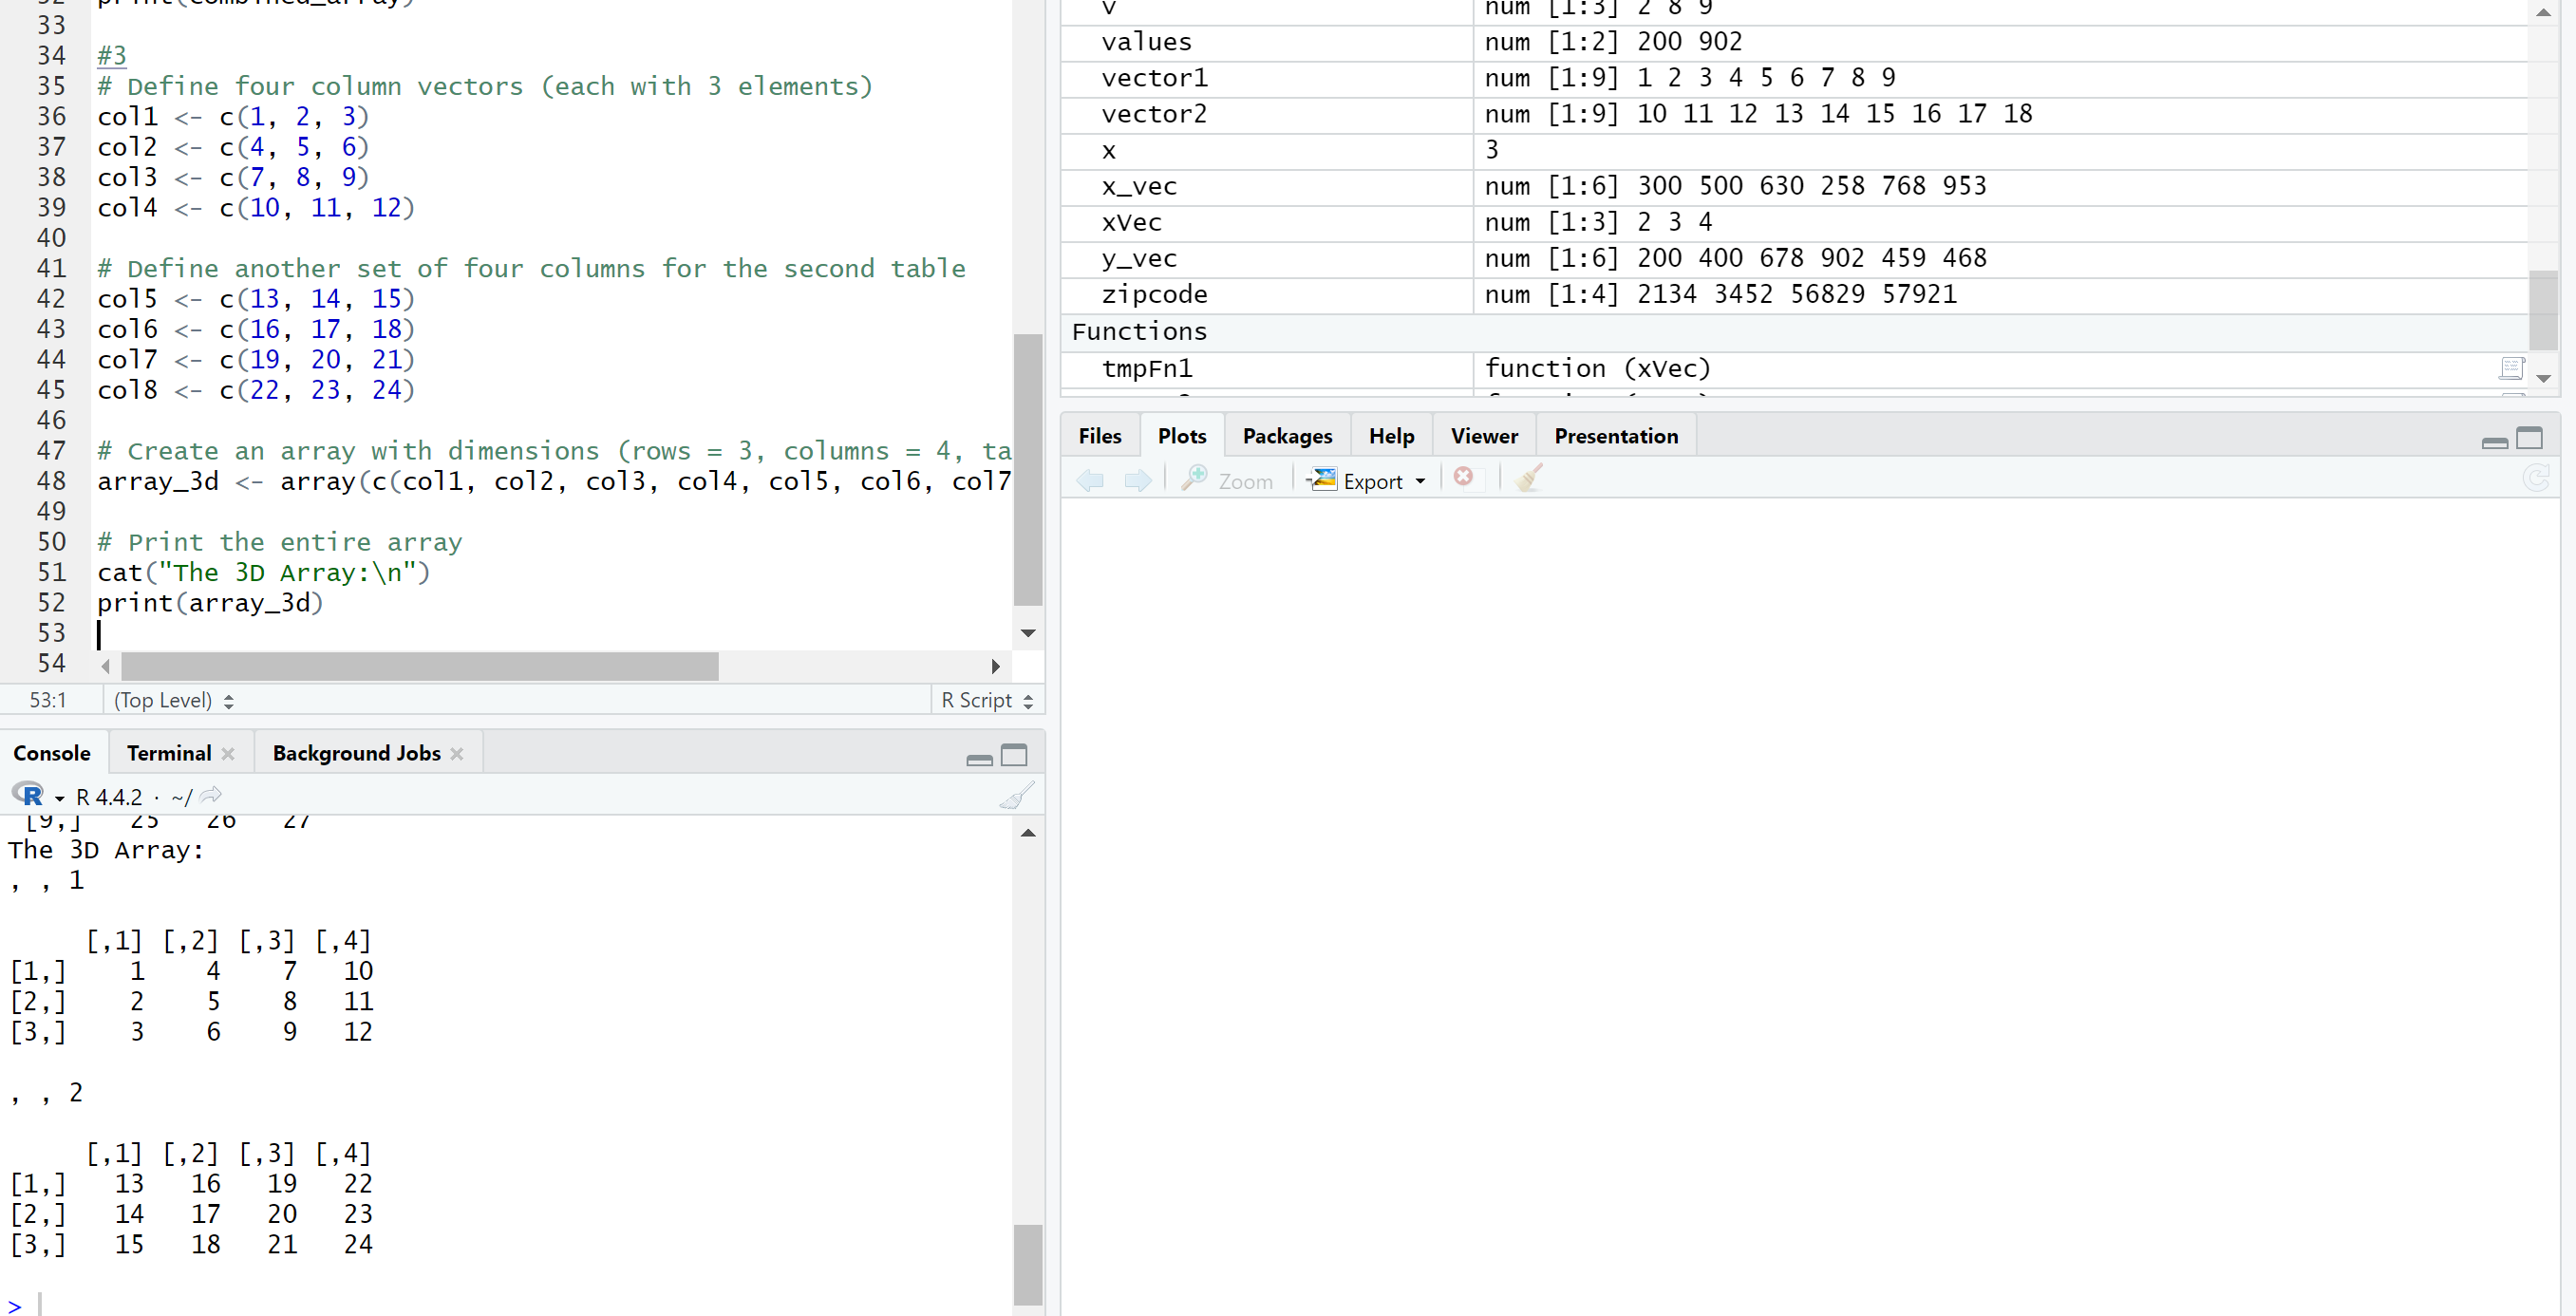 32 print(combined_array)
33
34 #3
35 # Define four column vectors (each with 3 elements)
36 col1 <- c(1, 2, 3)
37 col2 <- c(4, 5, 6)
38 col3 <- c(7, 8, 9)
39 col4 <- c(10, 11, 12)
40
41 # Define another set of four columns for the second table
42 col5 <- c(13, 14, 15)
43 col6 <- c(16, 17, 18)
44 col7 <- c(19, 20, 21)
45 col8 <- c(22, 23, 24)
46
47 # Create an array with dimensions (rows = 3, columns = 4, ta
48 array_3d <- array(c(col1, col2, col3, col4, col5, col6, col7
49
50 # Print the entire array
51 cat("The 3D Array:\n")
52 print(array_3d)
53
54
53:1 (Top Level) R Script
Console Terminal Background Jobs
R R 4.4.2 · ~/
[9,] 25 26 27
The 3D Array:
, , 1
[,1] [,2] [,3] [,4]
[1,] 1 4 7 10
[2,] 2 5 8 11
[3,] 3 6 9 12
, , 2
[,1] [,2] [,3] [,4]
[1,] 13 16 19 22
[2,] 14 17 20 23
[3,] 15 18 21 24
>
v num [1:3] 2 8 9
values num [1:2] 200 902
vector1 num [1:9] 1 2 3 4 5 6 7 8 9
vector2 num [1:9] 10 11 12 13 14 15 16 17 18
x 3
x_vec num [1:6] 300 500 630 258 768 953
xVec num [1:3] 2 3 4
y_vec num [1:6] 200 400 678 902 459 468
zipcode num [1:4] 2134 3452 56829 57921
Functions
tmpFn1 function (xVec)
Files Plots Packages Help Viewer Presentation
Zoom Export